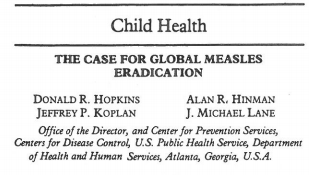 Child Health
THE CASE FOR GLOBAL MEASLES
ERADICATION
DONALD R. HOPKINS ALAN R. HINMAN
JEFFREY P. KOPLAN J. MICHAEL LANE
Office of the Director, and Center for Prevention Services,
Centers for Disease Control, U.S. Public Health Service, Department
of Health and Human Services, Atlanta, Georgia, U.S.A.